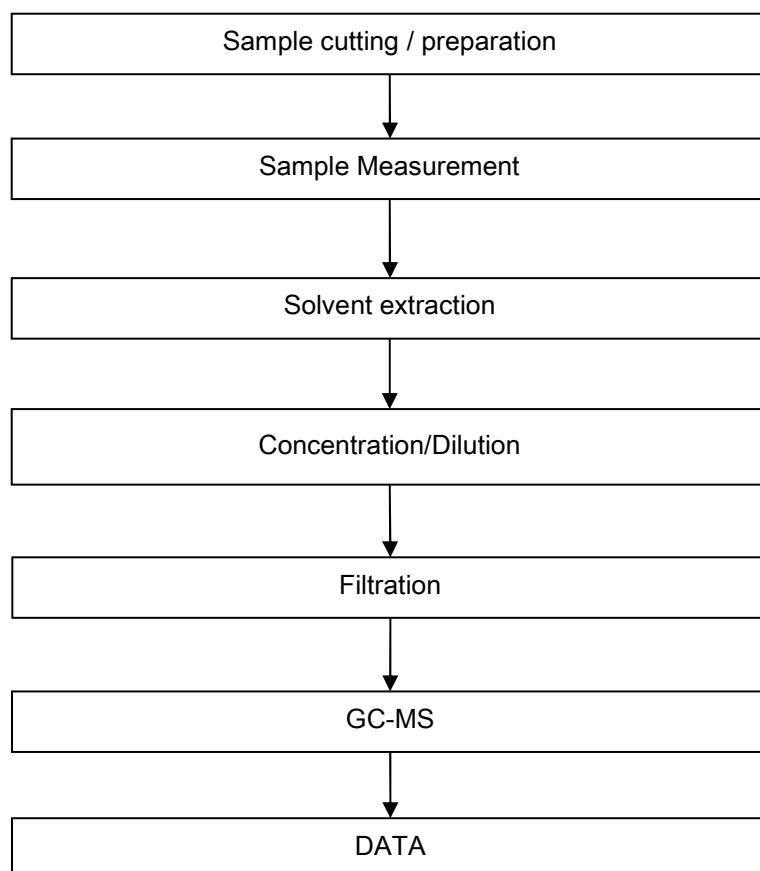 Sample cutting / preparation
Sample Measurement
Solvent extraction
Concentration/Dilution
Filtration
GC-MS
DATA